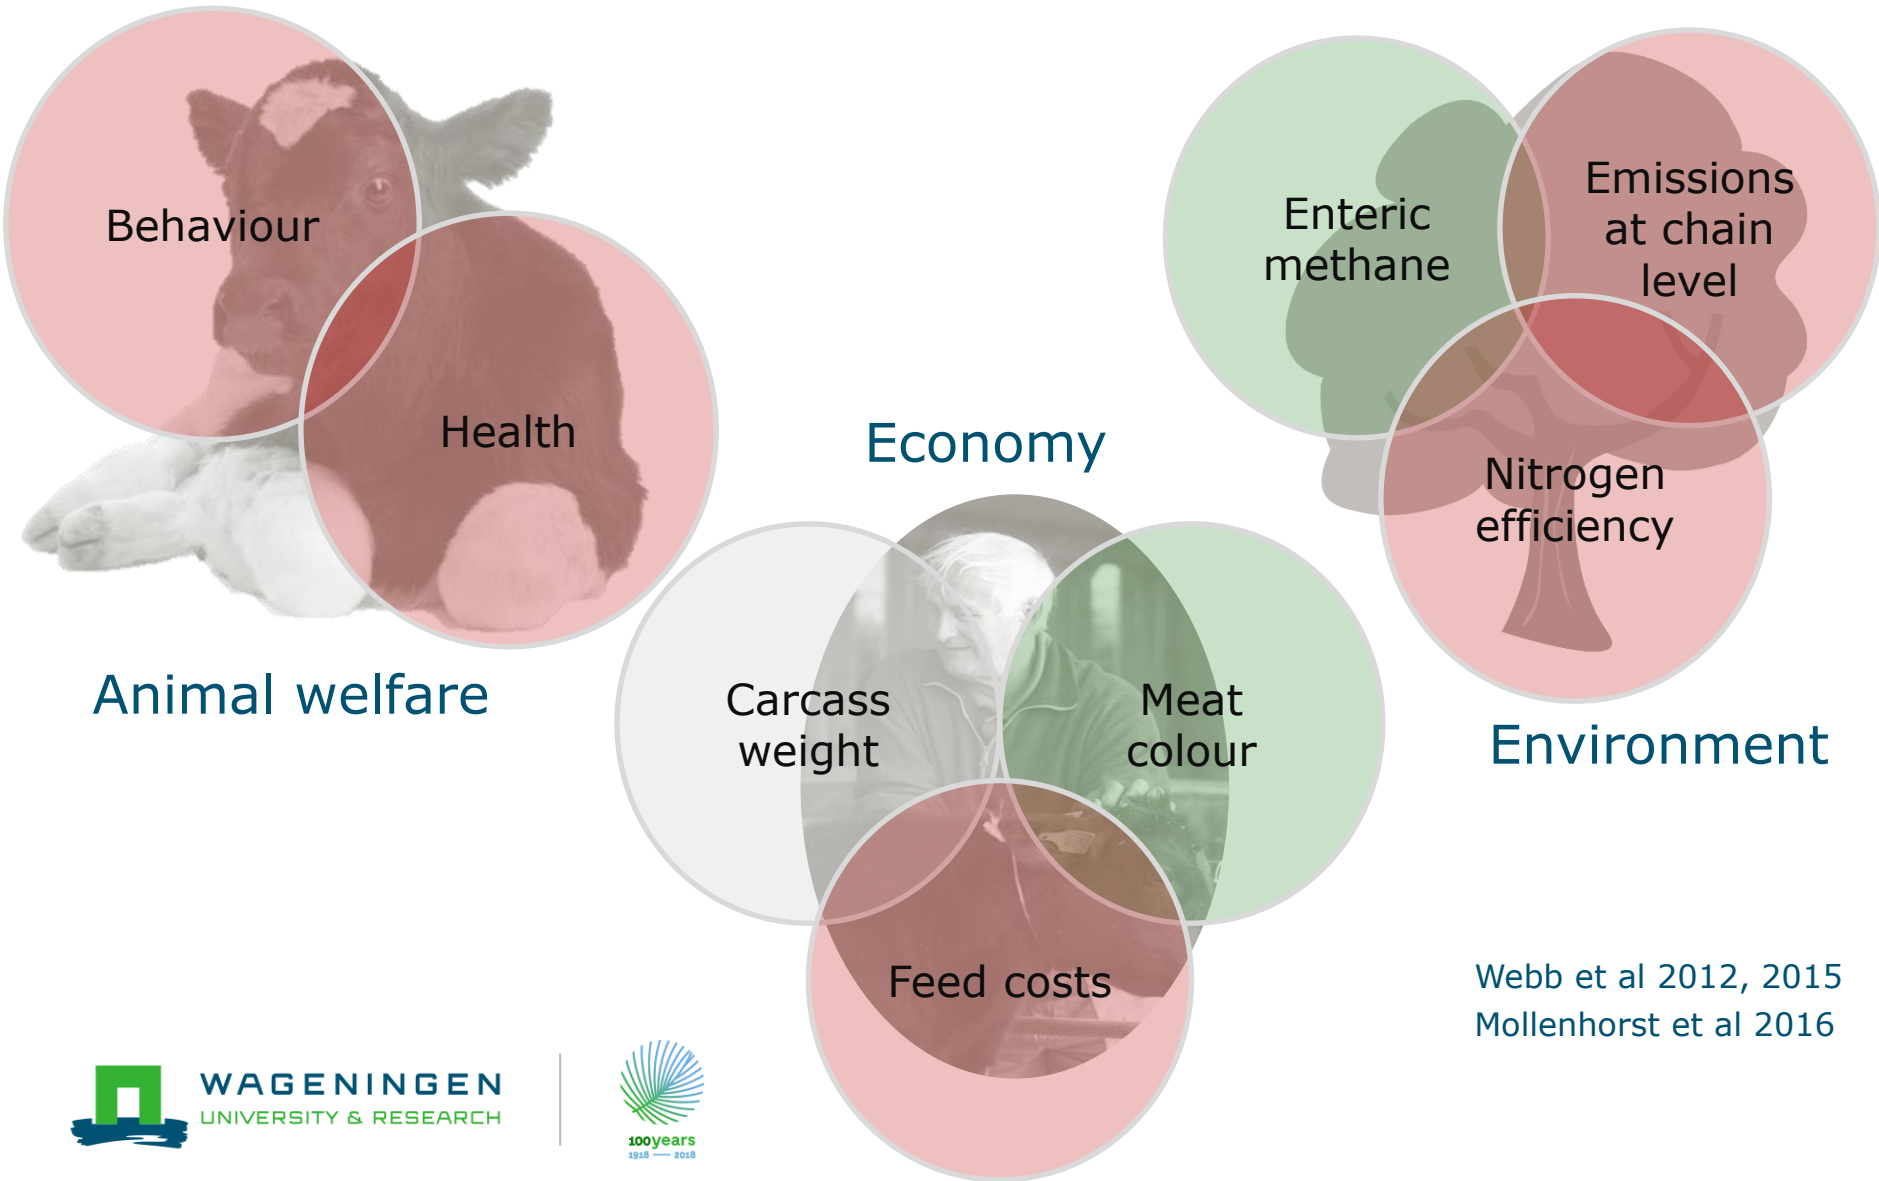 Behaviour
Health
Animal welfare
Economy
Carcass
weight
Meat
colour
Feed costs
Enteric
methane
Emissions
at chain
level
Nitrogen
efficiency
Environment
Webb et al 2012, 2015
Mollenhorst et al 2016
WAGENINGEN
UNIVERSITY & RESEARCH
100years
1918 — 2018